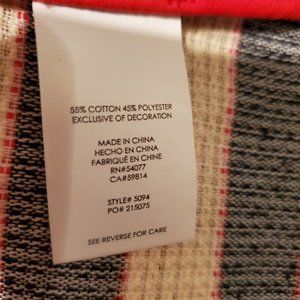 55% COTTON 45% POLYESTER
EXCLUSIVE OF DECORATION
MADE IN CHINA
HECHO EN CHINA
FABRIQUÉ EN CHINE
RN#54077
CA#59814
STYLE# 5094
PO# 215075
SEE REVERSE FOR CARE